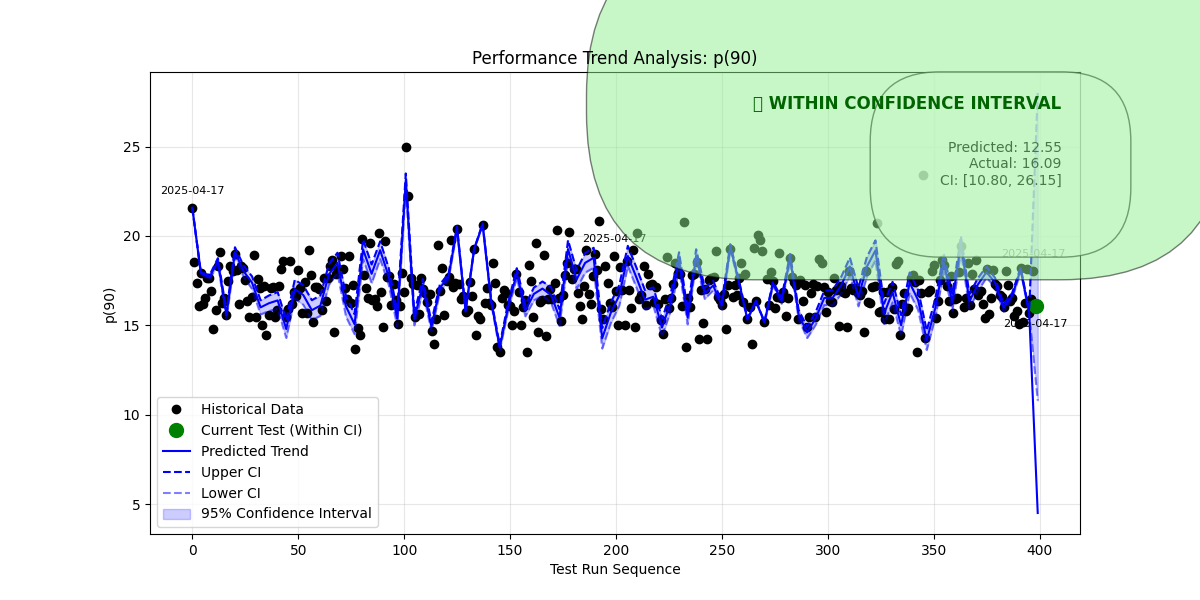 Performance Trend Analysis: p(90)
WITHIN CONFIDENCE INTERVAL
Predicted: 12.55
Actual: 16.09
CI: [10.80, 26.15]
2025-04-17
2025-04-17
2025-04-17
2025-04-17
p(90)
25
20
15
10
5
Historical Data
Current Test (Within CI)
Predicted Trend
Upper CI
Lower CI
95% Confidence Interval
0
50
100
150
200
250
300
350
400
Test Run Sequence